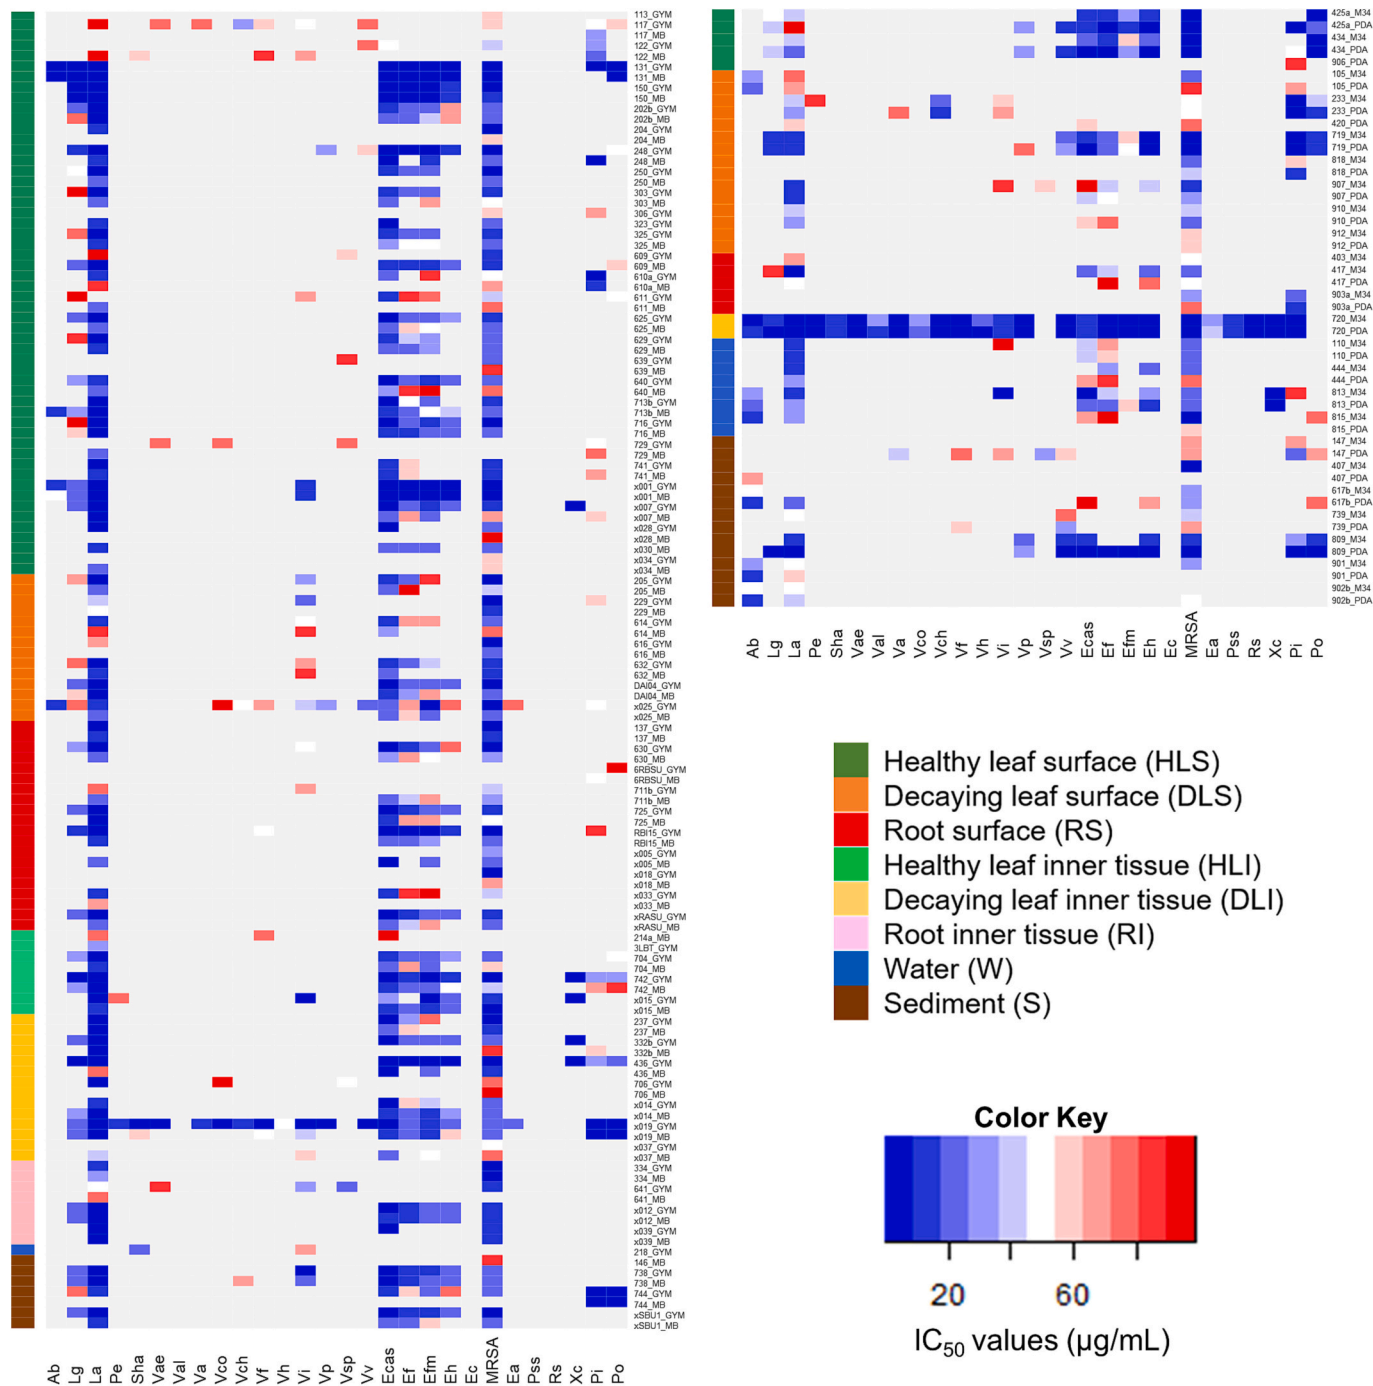 113_GYM
117_GYM
117_MB
122_GYM
122_MB
131_GYM
131_MB
150_GYM
150_MB
202b_GYM
202b_MB
204_GYM
204_MB
248_GYM
248_MB
250_GYM
250_MB
303_GYM
303_MB
306_GYM
323_GYM
325_GYM
325_MB
609_GYM
609_MB
610a_GYM
610a_MB
611_GYM
611_MB
625_GYM
625_MB
629_GYM
629_MB
639_GYM
639_MB
640_GYM
640_MB
713b_GYM
713b_MB
716_GYM
716_MB
729_GYM
729_MB
741_GYM
741_MB
x001_GYM
x001_MB
x007_GYM
x007_MB
x028_GYM
x028_MB
x030_MB
x034_GYM
x034_MB
205_GYM
205_MB
229_GYM
229_MB
614_GYM
614_MB
616_GYM
616_MB
632_GYM
632_MB
DAI04_GYM
DAI04_MB
x025_GYM
x025_MB
137_GYM
137_MB
630_GYM
630_MB
6RBSU_GYM
6RBSU_MB
711b_GYM
711b_MB
725_GYM
725_MB
RBI15_GYM
RBI15_MB
x005_GYM
x005_MB
x018_GYM
x018_MB
x033_GYM
x033_MB
xRASU_GYM
xRASU_MB
214a_MB
3LBT_GYM
704_GYM
704_MB
742_GYM
742_MB
x015_GYM
x015_MB
237_GYM
237_MB
332b_GYM
332b_MB
436_GYM
436_MB
706_GYM
706_MB
x014_GYM
x014_MB
x019_GYM
x019_MB
x037_GYM
x037_MB
334_GYM
334_MB
641_GYM
641_MB
x012_GYM
x012_MB
x039_GYM
x039_MB
218_GYM
146_MB
738_GYM
738_MB
744_GYM
744_MB
xSBU1_GYM
xSBU1_MB
Ab Lg La Pe Sha Vae Val Va Vco Vch Vf Vh Vi Vp Vsp Vv Ecas Ef Efm Eh Ec MRSA Ea Pss Rs Xc Pi Po
425a_M34
425a_PDA
434_M34
434_PDA
906_PDA
105_M34
105_PDA
233_M34
233_PDA
420_PDA
719_M34
719_PDA
818_M34
818_PDA
907_M34
907_PDA
910_M34
910_PDA
912_M34
912_PDA
403_M34
417_M34
417_PDA
903a_M34
903a_PDA
720_M34
720_PDA
110_M34
110_PDA
444_M34
444_PDA
813_M34
813_PDA
815_M34
815_PDA
147_M34
147_PDA
407_M34
407_PDA
617b_M34
617b_PDA
739_M34
739_PDA
809_M34
809_PDA
901_M34
901_PDA
902b_M34
902b_PDA
Ab Lg La Pe Sha Vae Val Va Vco Vch Vf Vh Vi Vp Vsp Vv Ecas Ef Efm Eh Ec MRSA Ea Pss Rs Xc Pi Po
Healthy leaf surface (HLS)
Decaying leaf surface (DLS)
Root surface (RS)
Healthy leaf inner tissue (HLI)
Decaying leaf inner tissue (DLI)
Root inner tissue (RI)
Water (W)
Sediment (S)
Color Key
20 60
IC50 values (μg/mL)